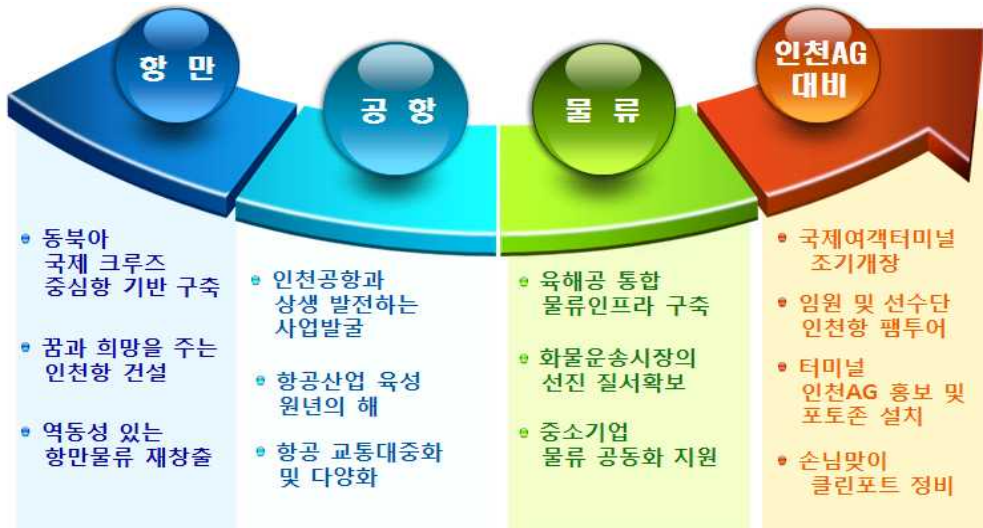 항 만
동북아
국제 크루즈
중심항 기반 구축
꿈과 희망을 주는
인천항 건설
역동성 있는
항만물류 재창출
공 항
인천공항과
상생 발전하는
사업발굴
항공산업 육성
원년의 해
항공 교통대중화
및 다양화
물 류
육해공 통합
물류인프라 구축
화물운송시장의
선진 질서확보
중소기업
물류 공동화 지원
인천AG
대비
국제여객터미널
조기개장
임원 및 선수단
인천항 팸투어
터미널
인천AG 홍보 및
포토존 설치
손님맞이
클린포트 정비